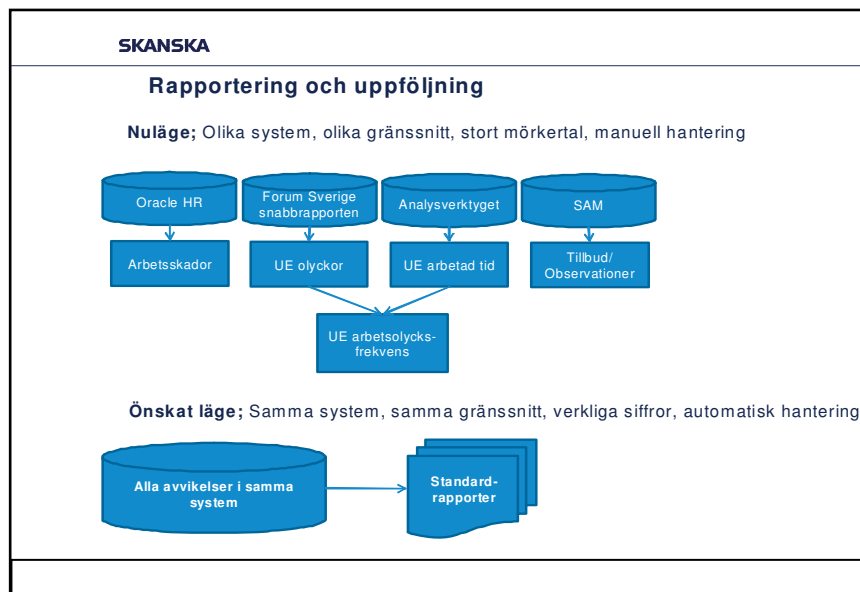 SKANSKA
Rapportering och uppföljning
Nuläge; Olika system, olika gränssnitt, stort mörkertal, manuell hantering
Oracle HR
Forum Sverige
snabbrapporten
Analysverktyget
SAM
Arbetsskador
UE olyckor
UE arbetad tid
Tillbud/
Observationer
UE arbetsolycks-
frekvens
Önskat läge; Samma system, samma gränssnitt, verkliga siffror, automatisk hantering
Alla avvikelser i samma
system
Standard-
rapporter